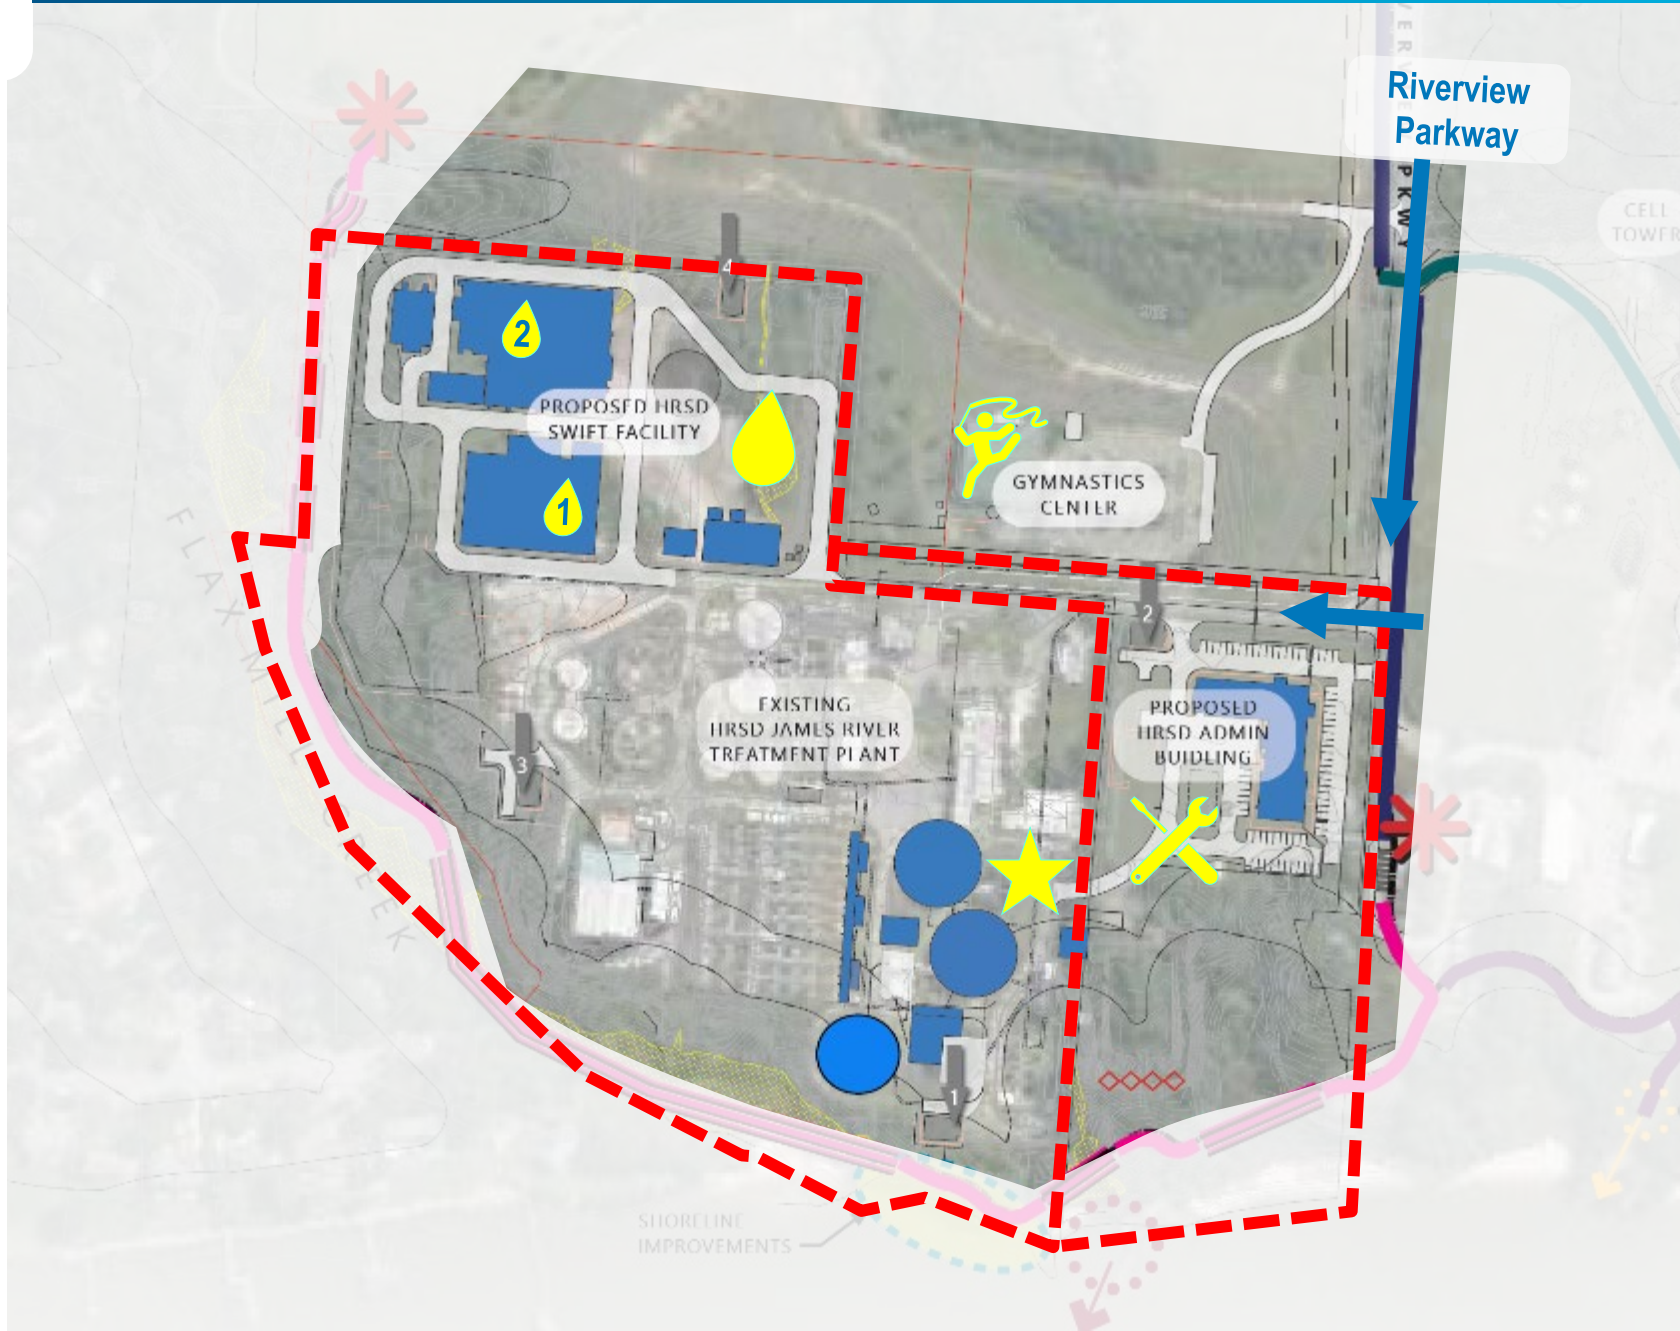 Riverview
Parkway
VERVIEW PKWY
CELL
TOWER
4
2
PROPOSED HRSD
SWIFT FACILITY
1
GYMNASTICS
CENTER
2
FLAX MILL CREEK
EXISTING
HRSD JAMES RIVER
TREATMENT PLANT
PROPOSED
HRSD ADMIN
BUIDLING
3
1
SHORELINE
IMPROVEMENTS